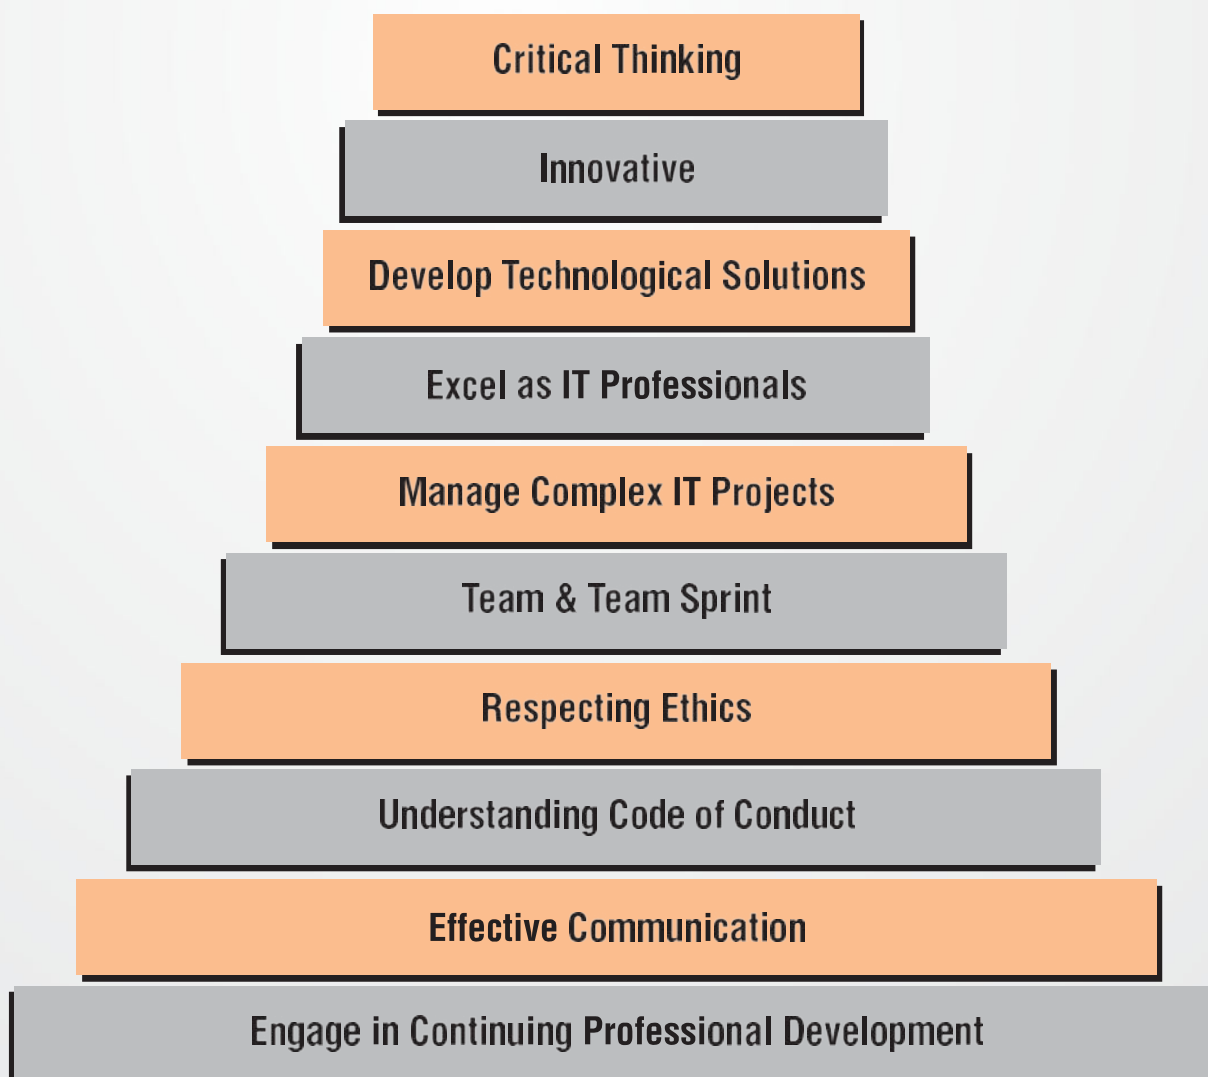 Critical Thinking
Innovative
Develop Technological Solutions
Excel as IT Professionals
Manage Complex IT Projects
Team & Team Sprint
Respecting Ethics
Understanding Code of Conduct
Effective Communication
Engage in Continuing Professional Development